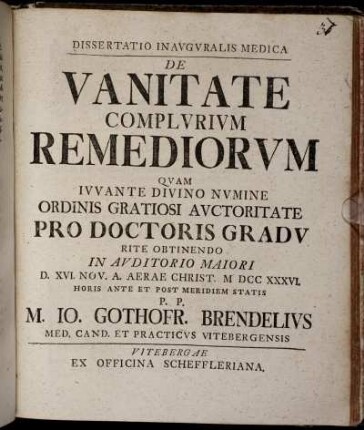 DISSERTATIO INAVGVRALIS MEDICA
DE
VANITATE
COMPLVRIVM
REMEDIORVM
QVAM
IVVANTE DIVINO NVMINE
ORDINIS GRATIOSI AVCTORITATE
PRO DOCTORIS GRADV
RITE OBTINENDO
IN AVDITORIO MAIORI
D. XVI. NOV. A. AERAE CHRIST. M DCC XXXVI.
HORIS ANTE ET POST MERIDIEM STATIS
P. P.
M. IO. GOTHOFR. BRENDELIVS
MED. CAND. ET PRACTICVS VITEBERGENSIS
VITEBERGAE
EX OFFICINA SCHEFFLERIANA.